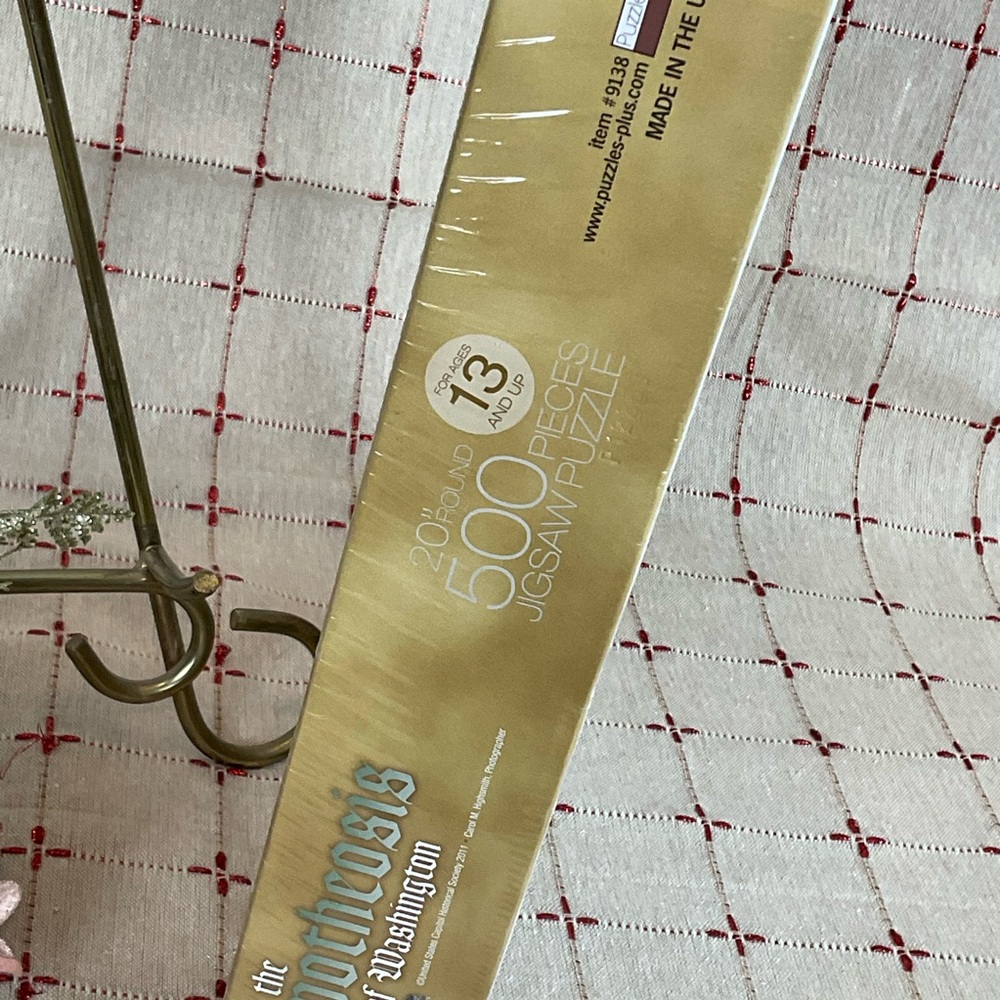 the
potheosis
of Washington
©United States Capitol Historical Society 2011 Carol M. Highsmith, Photographer
FOR AGES
13
AND UP
20" ROUND
500 PIECES
JIGSAW PUZZLE
item #9138
www.puzzles-plus.com
Puzzle
MADE IN THE U